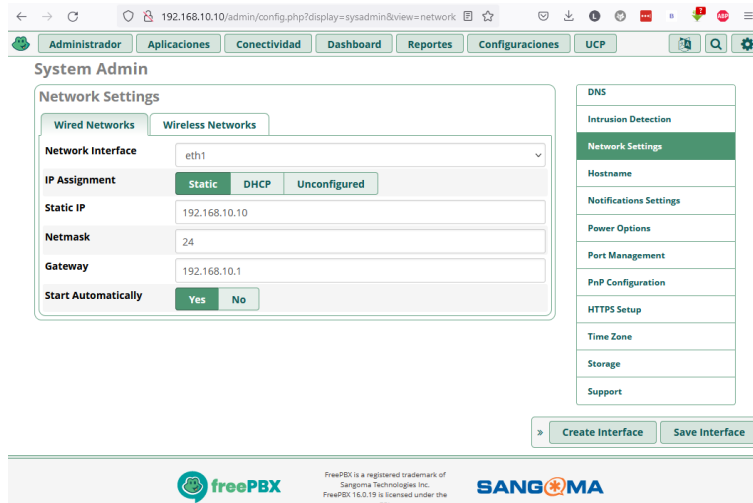 192.168.10.10/admin/config.php?display=sysadmin&view=network
Administrador Aplicaciones Conectividad Dashboard Reportes Configuraciones UCP
System Admin
Network Settings
Wired Networks Wireless Networks
Network Interface eth1
IP Assignment Static DHCP Unconfigured
Static IP 192.168.10.10
Netmask 24
Gateway 192.168.10.1
Start Automatically Yes No
DNS
Intrusion Detection
Network Settings
Hostname
Notifications Settings
Power Options
Port Management
PnP Configuration
HTTPS Setup
Time Zone
Storage
Support
» Create Interface Save Interface
freePBX
FreePBX is a registered trademark of
Sangoma Technologies Inc.
FreePBX 16.0.19 is licensed under the
SANGOMA